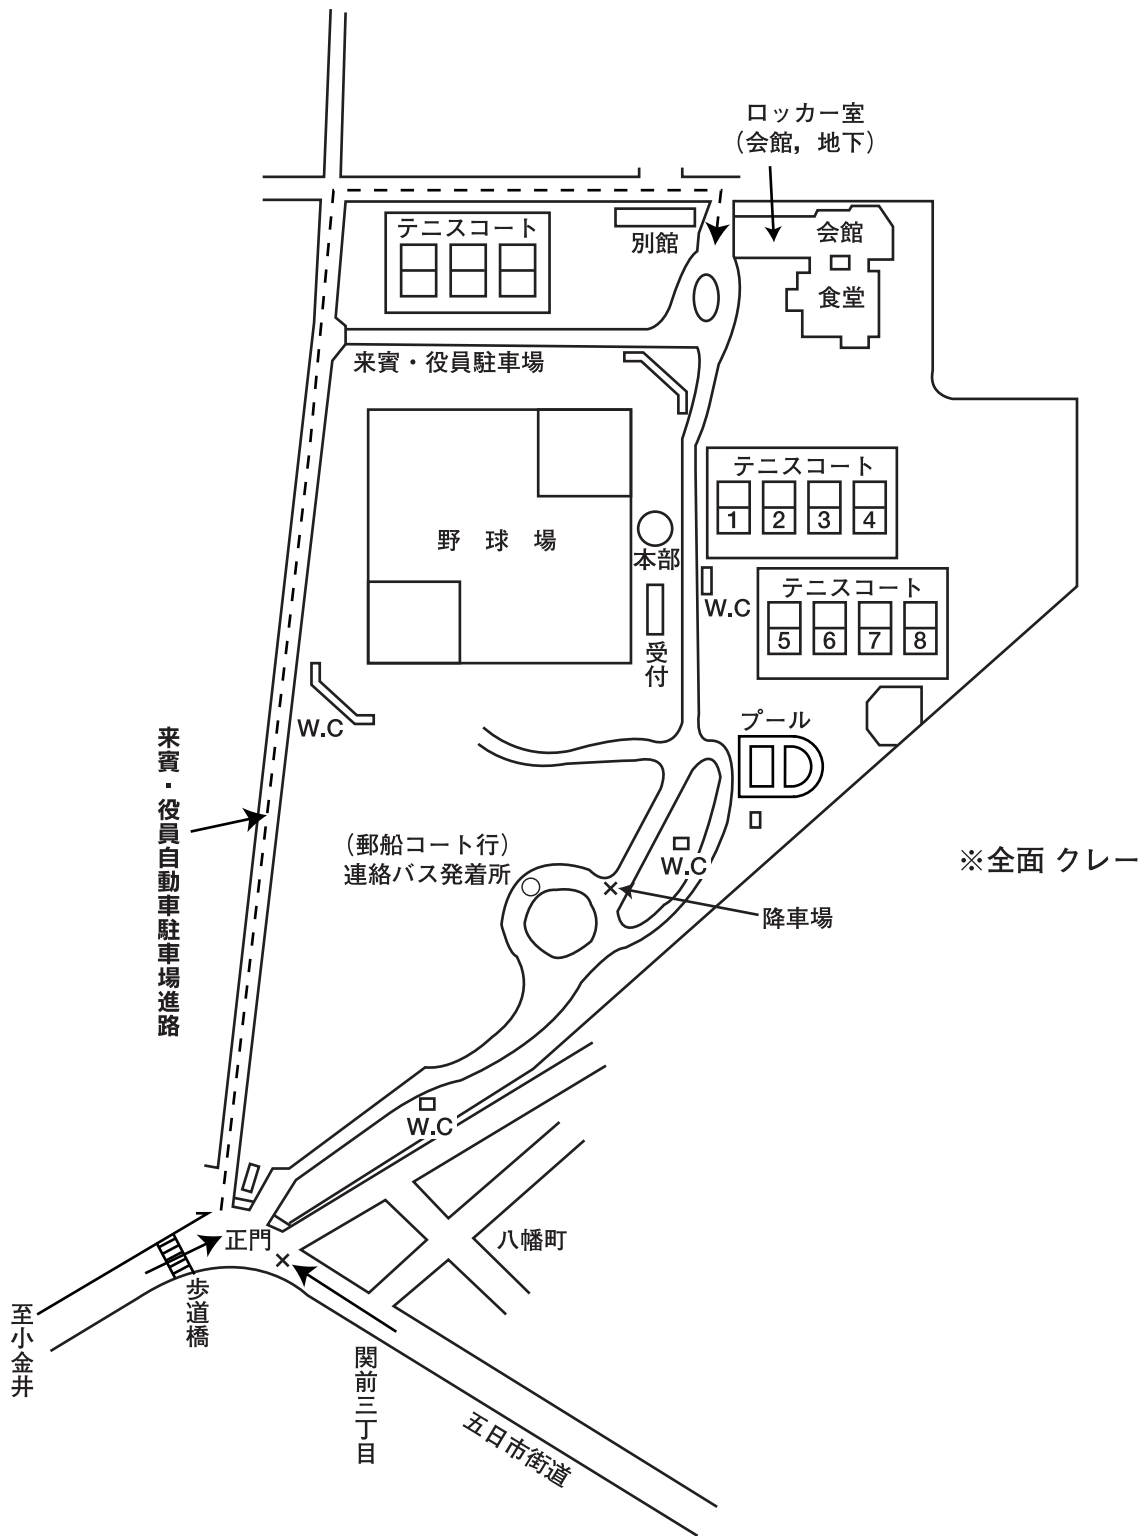 ロッカー室
（会館，地下）
テニスコート
別館
会館
食堂
来賓・役員駐車場
テニスコート
1 2 3 4
野 球 場
本部
テニスコート
5 6 7 8
W.C
受付
W.C
プール
来賓・役員自動車駐車場進路
（郵船コート行）
連絡バス発着所
W.C
※全面 クレー
降車場
W.C
正門
八幡町
歩道橋
至小金井
関前三丁目
五日市街道